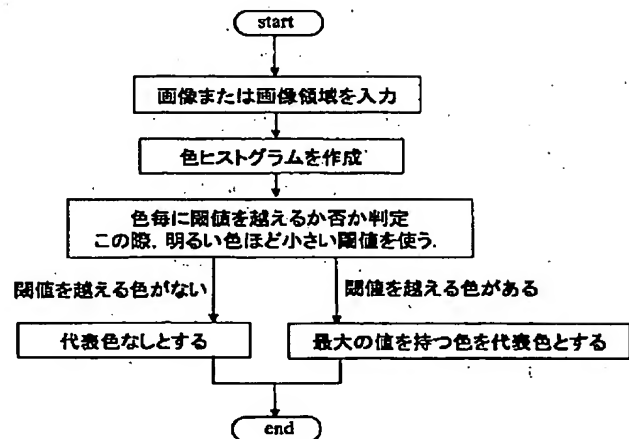 start
画像または画像領域を入力
色ヒストグラムを作成
色毎に閾値を越えるか否か判定
この際，明るい色ほど小さい閾値を使う．
閾値を越える色がない
閾値を越える色がある
代表色なしとする
最大の値を持つ色を代表色とする
end